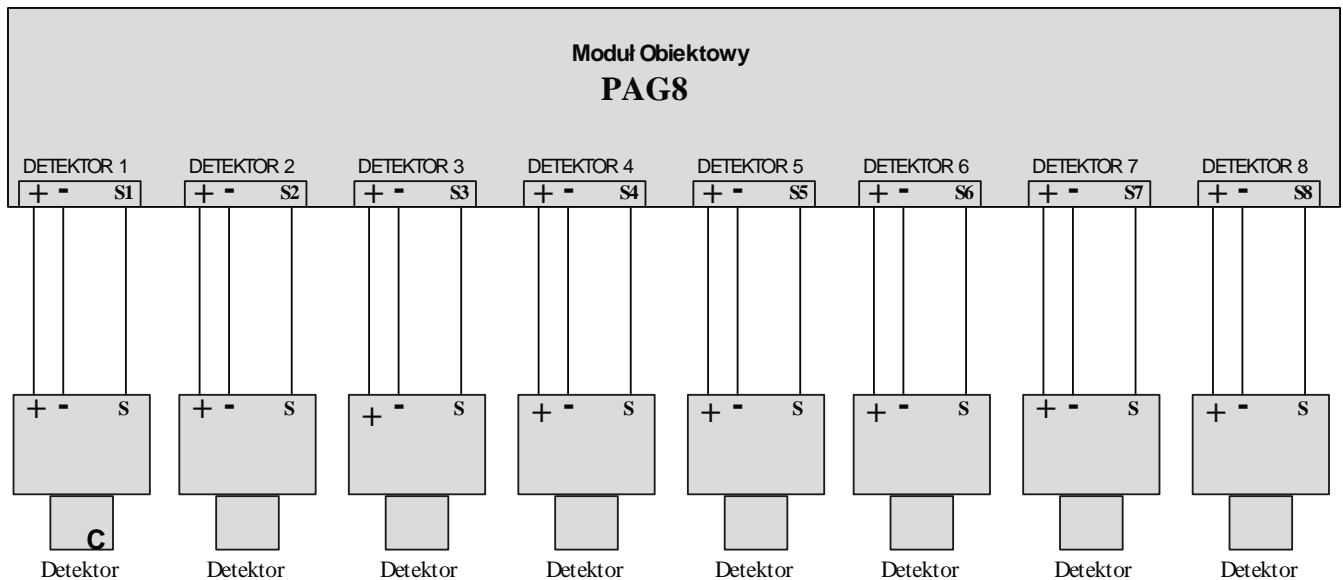 Moduł Obiektowy
PAG8
DETEKTOR 1 DETEKTOR 2 DETEKTOR 3 DETEKTOR 4 DETEKTOR 5 DETEKTOR 6 DETEKTOR 7 DETEKTOR 8
+ - S1 + - S2 + - S3 + - S4 + - S5 + - S6 + - S7 + - S8
+ - S + - S + - S + - S + - S + - S + - S + - S
C
Detektor Detektor Detektor Detektor Detektor Detektor Detektor Detektor